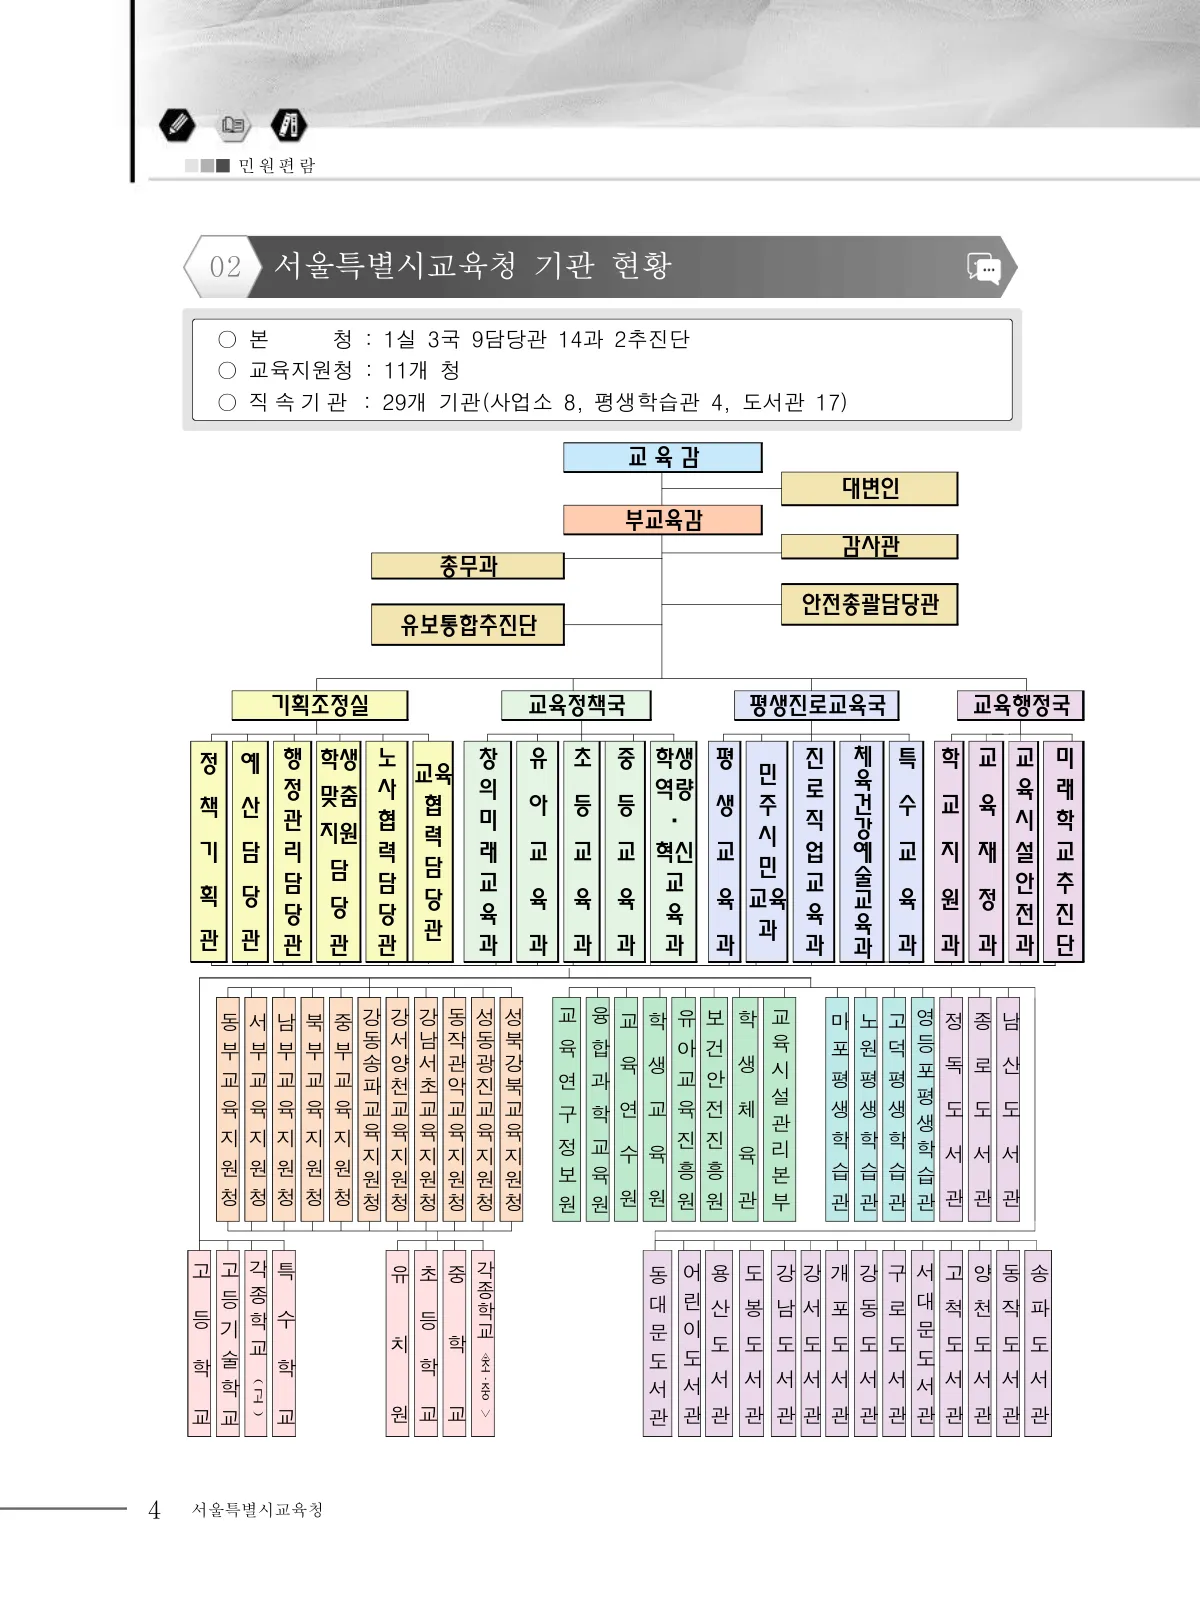 민원편람
02 서울특별시교육청 기관 현황
○ 본 청 : 1실 3국 9담당관 14과 2추진단
○ 교육지원청 : 11개 청
○ 직속기관 : 29개 기관(사업소 8, 평생학습관 4, 도서관 17)
교육감
대변인
부교육감
감사관
총무과
안전총괄담당관
유보통합추진단
기획조정실
교육정책국
평생진로교육국
교육행정국
정책기획관
예산담당관
행정관리담당관
학생맞춤지원담당관
노사협력담당관
교육협력담당관
창의미래교육과
유아교육과
초등교육과
중등교육과
학생역량·혁신교육과
평생교육과
민주시민교육과
진로직업교육과
체육건강예술교육과
특수교육과
학교지원과
교육재정과
교육시설안전과
미래학교추진단
동부교육지원청
서부교육지원청
남부교육지원청
북부교육지원청
중부교육지원청
강동송파교육지원청
강서양천교육지원청
강남서초교육지원청
동작관악교육지원청
성동광진교육지원청
성북강북교육지원청
교육연구정보원
융합과학교육원
교육연수원
학생교육원
유아교육진흥원
보건안전진흥원
학생체육관
교육시설관리본부
마포평생학습관
노원평생학습관
고덕평생학습관
영등포평생학습관
정독도서관
종로도서관
남산도서관
고등학교
고등기술학교
각종학교(고)
특수학교
유치원
초등학교
중학교
각종학교<초·중>
동대문도서관
어린이도서관
용산도서관
도봉도서관
강남도서관
강서도서관
개포도서관
강동도서관
구로도서관
서대문도서관
고척도서관
양천도서관
동작도서관
송파도서관
4 서울특별시교육청